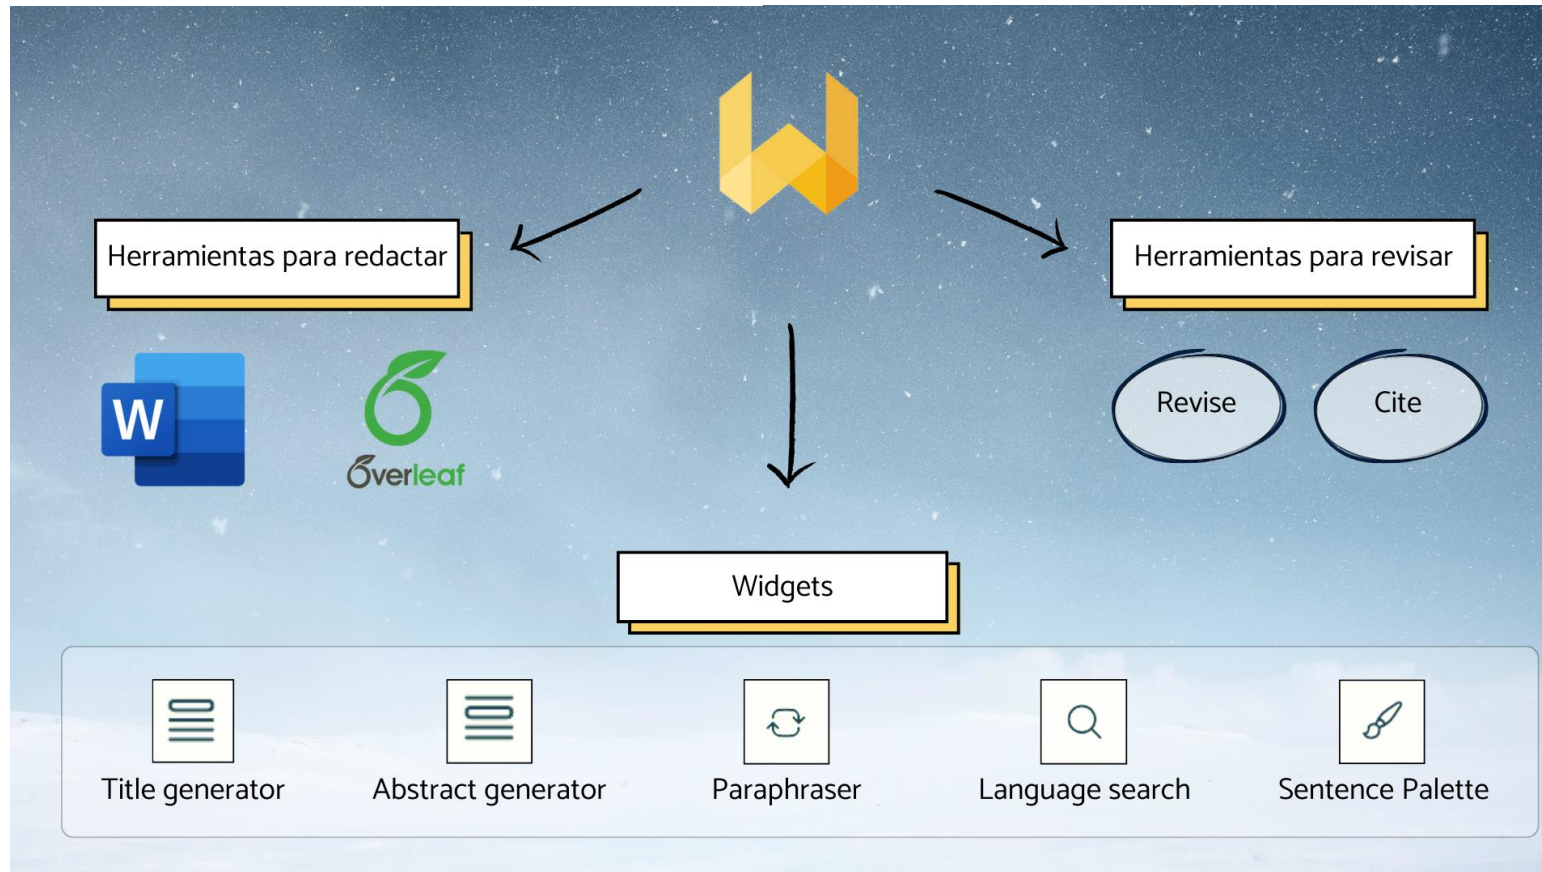 Herramientas para redactar
Herramientas para revisar
W
Overleaf
Revise
Cite
Widgets
Title generator
Abstract generator
Paraphraser
Language search
Sentence Palette